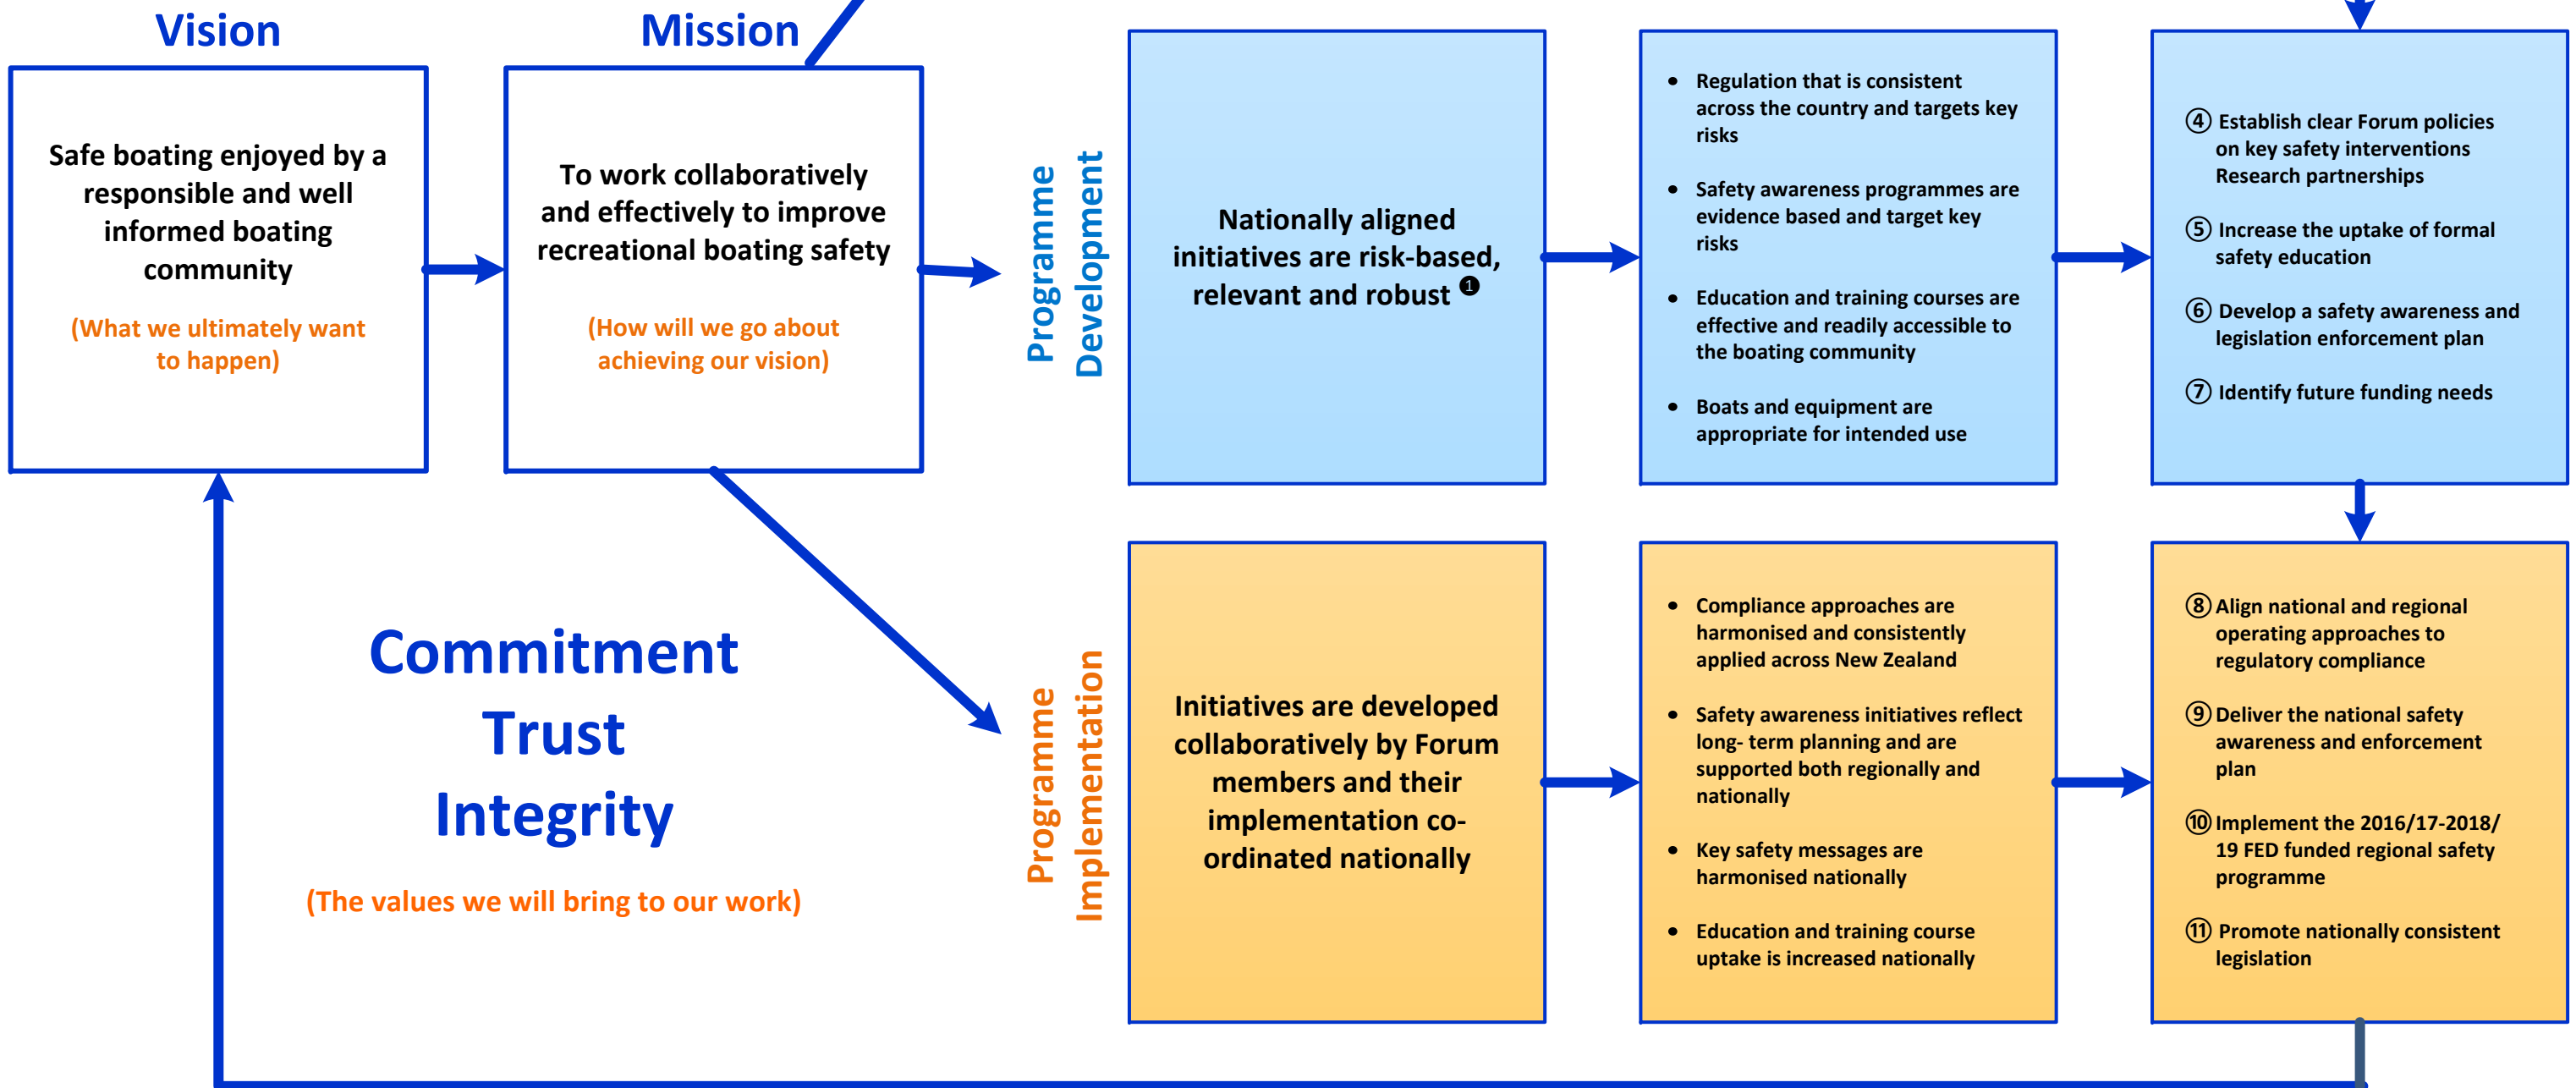 Vision
Safe boating enjoyed by a
responsible and well
informed boating
community
(What we ultimately want
to happen)
Mission
To work collaboratively
and effectively to improve
recreational boating safety
(How will we go about
achieving our vision)
Commitment
Trust
Integrity
(The values we will bring to our work)
Programme
Development
Nationally aligned
initiatives are risk-based,
relevant and robust ❶
• Regulation that is consistent
across the country and targets key
risks
• Safety awareness programmes are
evidence based and target key
risks
• Education and training courses are
effective and readily accessible to
the boating community
• Boats and equipment are
appropriate for intended use
④ Establish clear Forum policies
on key safety interventions
Research partnerships
⑤ Increase the uptake of formal
safety education
⑥ Develop a safety awareness and
legislation enforcement plan
⑦ Identify future funding needs
Programme
Implementation
Initiatives are developed
collaboratively by Forum
members and their
implementation co-
ordinated nationally
• Compliance approaches are
harmonised and consistently
applied across New Zealand
• Safety awareness initiatives reflect
long- term planning and are
supported both regionally and
nationally
• Key safety messages are
harmonised nationally
• Education and training course
uptake is increased nationally
⑧ Align national and regional
operating approaches to
regulatory compliance
⑨ Deliver the national safety
awareness and enforcement
plan
⑩ Implement the 2016/17-2018/
19 FED funded regional safety
programme
⑪ Promote nationally consistent
legislation